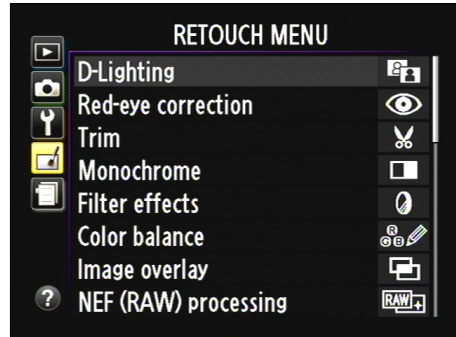 RETOUCH MENU
D-Lighting
Red-eye correction
Trim
Monochrome
Filter effects
Color balance
R
G B
Image overlay
? NEF (RAW) processing
RAW+